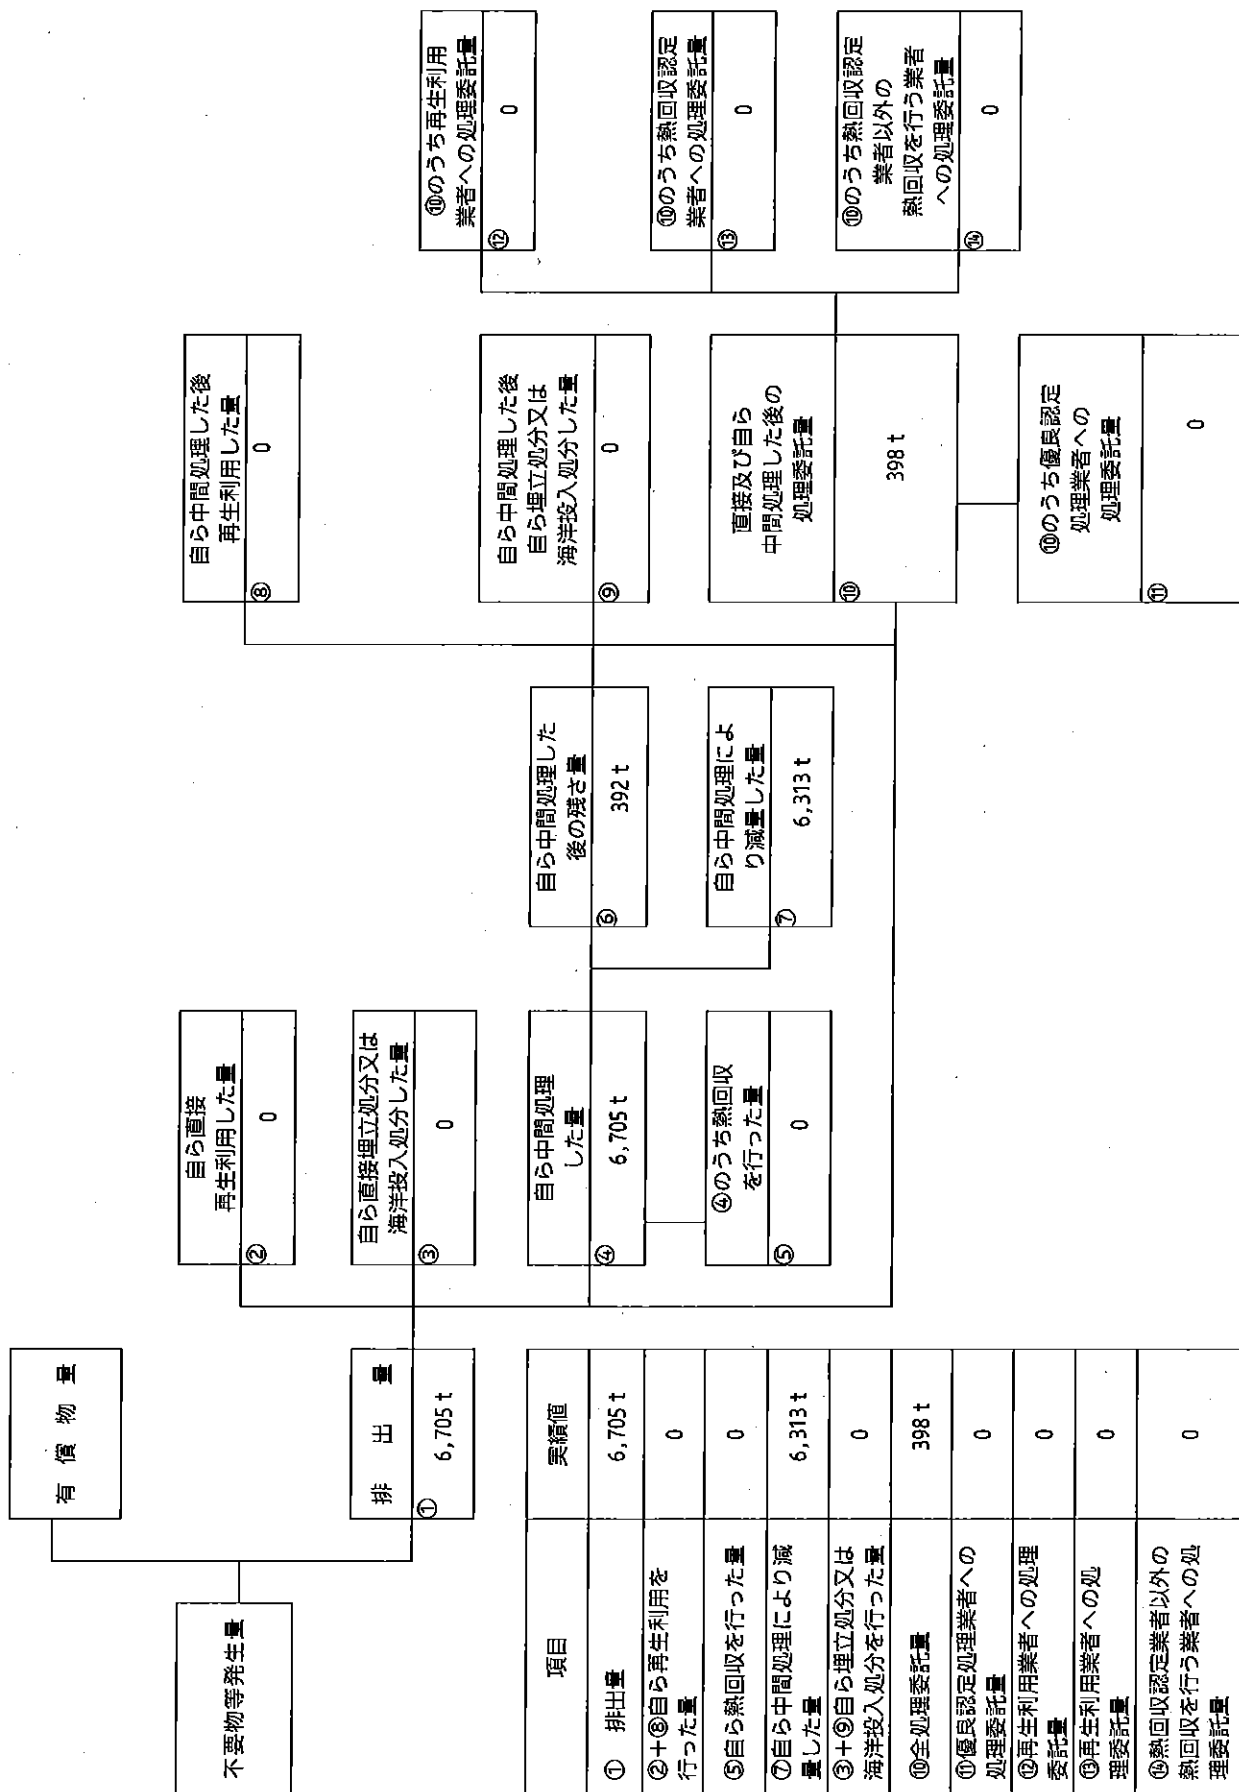 有 償 物 量
不要物等発生量
排 出 量
①
6,705 t
自ら直接
再生利用した量
②
0
自ら直接埋立処分又は
海洋投入処分した量
③
0
自ら中間処理
した量
④
6,705 t
④のうち熱回収
を行った量
⑤
0
自ら中間処理した
後の残さ量
⑥
392 t
自ら中間処理によ
り減量した量
⑦
6,313 t
自ら中間処理した後
再生利用した量
⑧
0
自ら中間処理した後
自ら埋立処分又は
海洋投入処分した量
⑨
0
直接及び自ら
中間処理した後の
処理委託量
⑩
398 t
⑩のうち優良認定
処理業者への
処理委託量
⑪
0
⑩のうち再生利用
業者への処理委託量
⑫
0
⑩のうち熱回収認定
業者への処理委託量
⑬
0
⑩のうち熱回収認定
業者以外の
熱回収を行う業者
への処理委託量
⑭
0
項目 実績値
① 排出量 6,705 t
②+⑧自ら再生利用を
行った量 0
⑤自ら熱回収を行った量 0
⑦自ら中間処理により減
量した量 6,313 t
③+⑨自ら埋立処分又は
海洋投入処分を行った量 0
⑩全処理委託量 398 t
⑪優良認定処理業者への
処理委託量 0
⑫再生利用業者への処理
委託量 0
⑬再生利用業者への処
理委託量 0
⑭熱回収認定業者以外の
熱回収を行う業者への処
理委託量 0